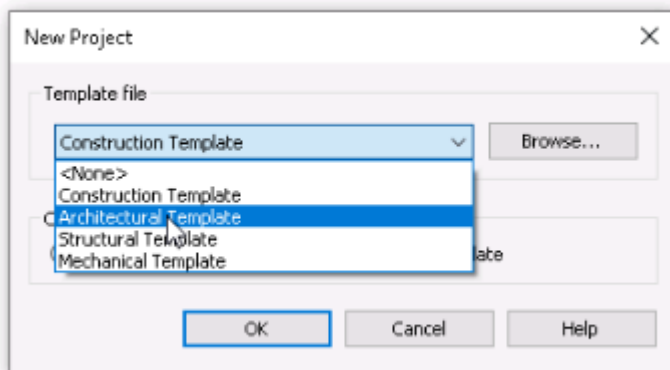 New Project
Template file
Construction Template
Browse...
<None>
Construction Template
Architectural Template
Structural Template
Mechanical Template
OK
Cancel
Help